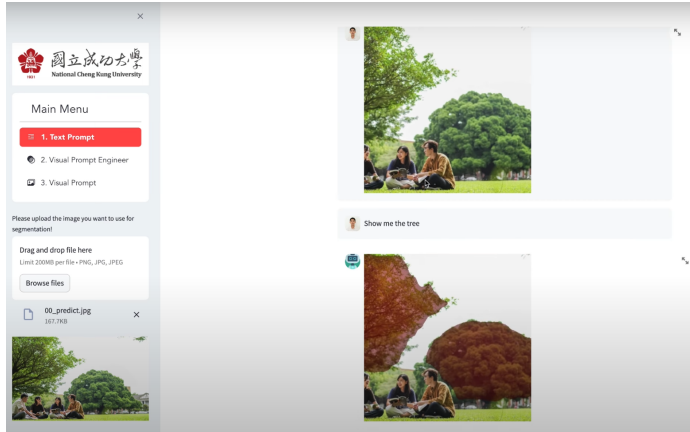 國立成功大學
National Cheng Kung University
1931
Main Menu
1. Text Prompt
2. Visual Prompt Engineer
3. Visual Prompt
Please upload the image you want to use for
segmentation!
Drag and drop file here
Limit 200MB per file • PNG, JPG, JPEG
Browse files
00_predict.jpg
167.7KB
Show me the tree